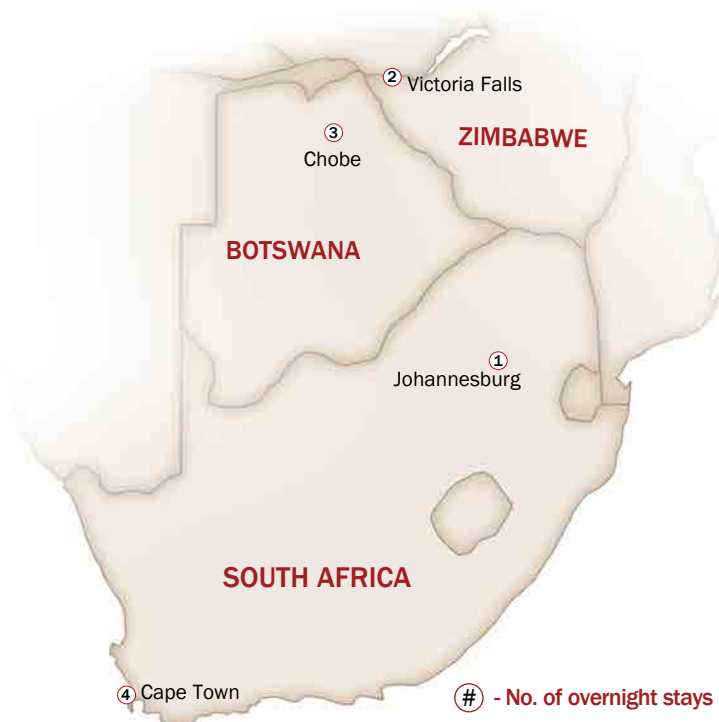 2 Victoria Falls
ZIMBABWE
3
Chobe
BOTSWANA
1
Johannesburg
SOUTH AFRICA
4 Cape Town
# - No. of overnight stays